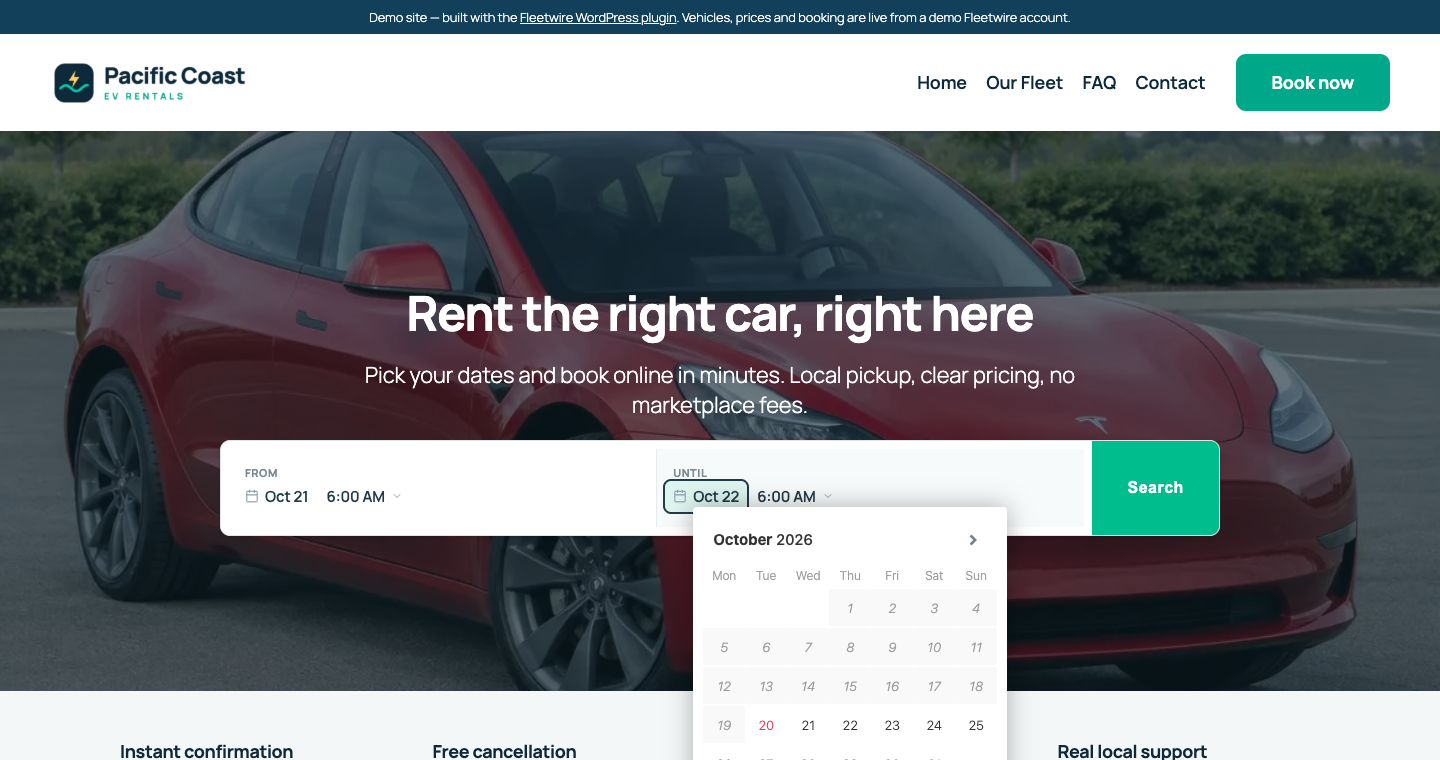 Demo site — built with the Fleetwire WordPress plugin. Vehicles, prices and booking are live from a demo Fleetwire account.
Pacific Coast
EV RENTALS
Home Our Fleet FAQ Contact Book now
Rent the right car, right here
Pick your dates and book online in minutes. Local pickup, clear pricing, no
marketplace fees.
FROM
Oct 21 6:00 AM
UNTIL
Oct 22 6:00 AM
Search
October 2026
Mon Tue Wed Thu Fri Sat Sun
1 2 3 4
5 6 7 8 9 10 11
12 13 14 15 16 17 18
19 20 21 22 23 24 25
Instant confirmation
Free cancellation
Real local support